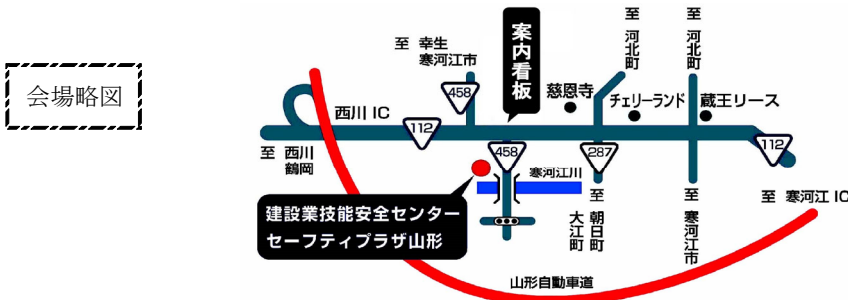 会場略図
至 幸生
寒河江市
案内看板
至 河北町
至 河北町
458
慈恩寺
チェリーランド
蔵王リース
西川 IC
112
至 西川
鶴岡
458
287
112
寒河江川
建設業技能安全センター
セーフティプラザ山形
至 朝日町
大江町
至 寒河江市
至 寒河江 IC
山形自動車道